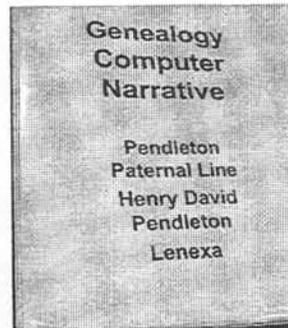 Genealogy
Computer
Narrative
Pendleton
Paternal Line
Henry David
Pendleton
Lenexa